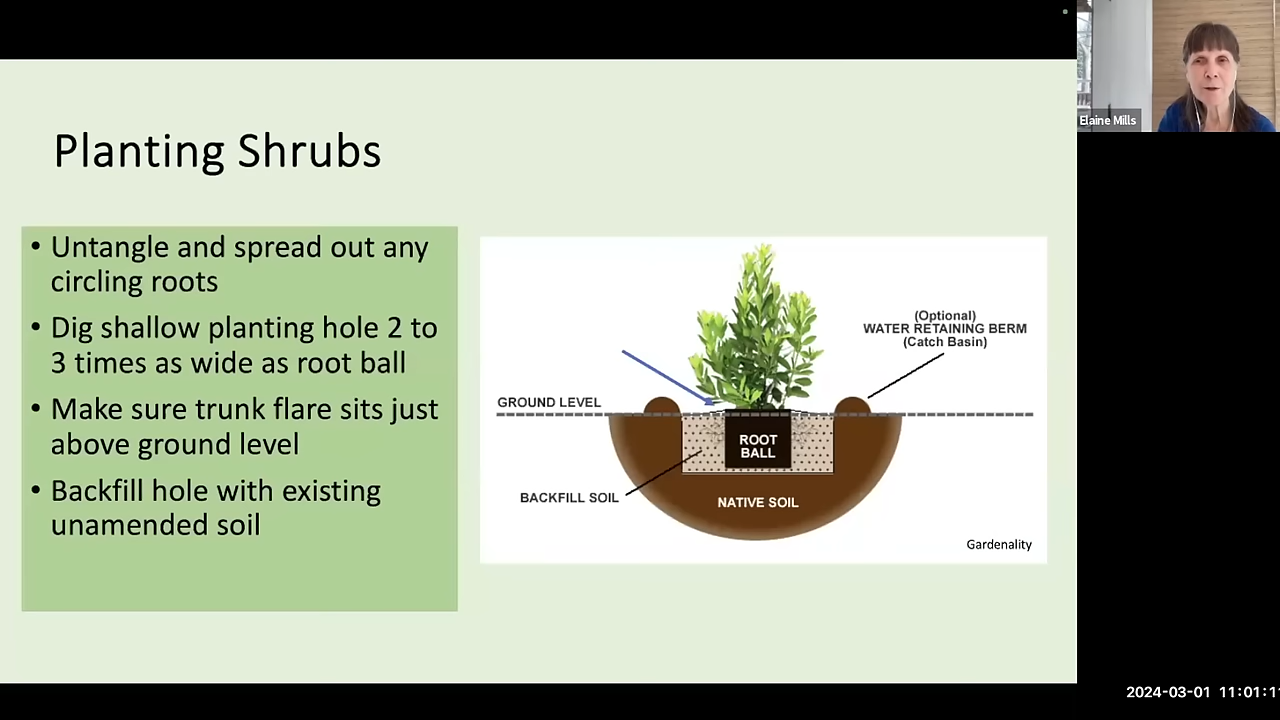 Elaine Mills
Planting Shrubs
• Untangle and spread out any
circling roots
• Dig shallow planting hole 2 to
3 times as wide as root ball
• Make sure trunk flare sits just
above ground level
• Backfill hole with existing
unamended soil
(Optional)
WATER RETAINING BERM
(Catch Basin)
GROUND LEVEL
ROOT
BALL
BACKFILL SOIL
NATIVE SOIL
Gardenality
2024-03-01 11:01:1